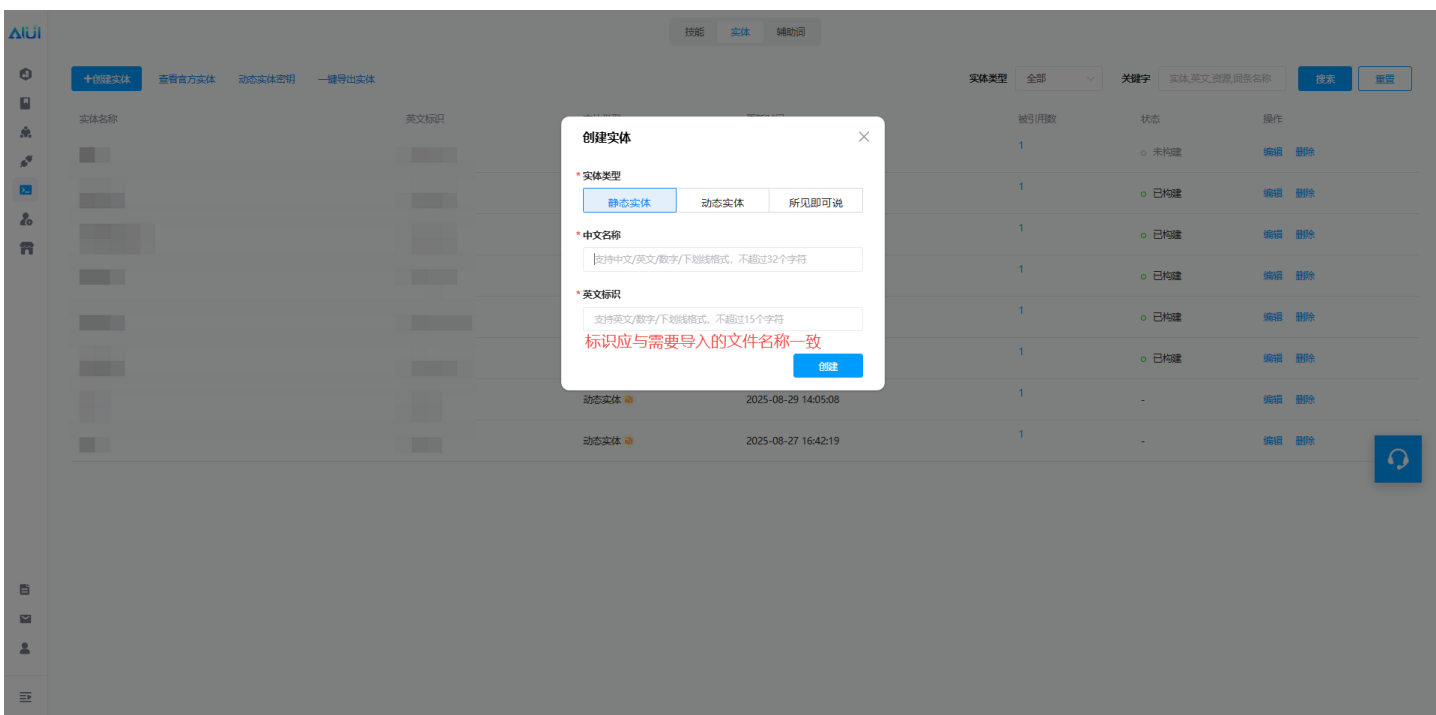 AIUI
技能 实体 辅助词
+创建实体 查看官方实体 动态实体密钥 一键导出实体
实体类型 全部 关键字 实体,英文,资源,词条名称 搜索 重置
实体名称 英文标识 被引用数 状态 操作
创建实体
1 未构建 编辑 删除
*实体类型
静态实体 动态实体 所见即可说
1 已构建 编辑 删除
*中文名称
1 已构建 编辑 删除
支持中文/英文/数字/下划线格式，不超过32个字符
1 已构建 编辑 删除
*英文标识
支持英文/数字/下划线格式，不超过15个字符
1 已构建 编辑 删除
标识应与需要导入的文件名称一致
1 已构建 编辑 删除
创建
动态实体 动 2025-08-29 14:05:08 1 - 编辑 删除
动态实体 动 2025-08-27 16:42:19 1 - 编辑 删除